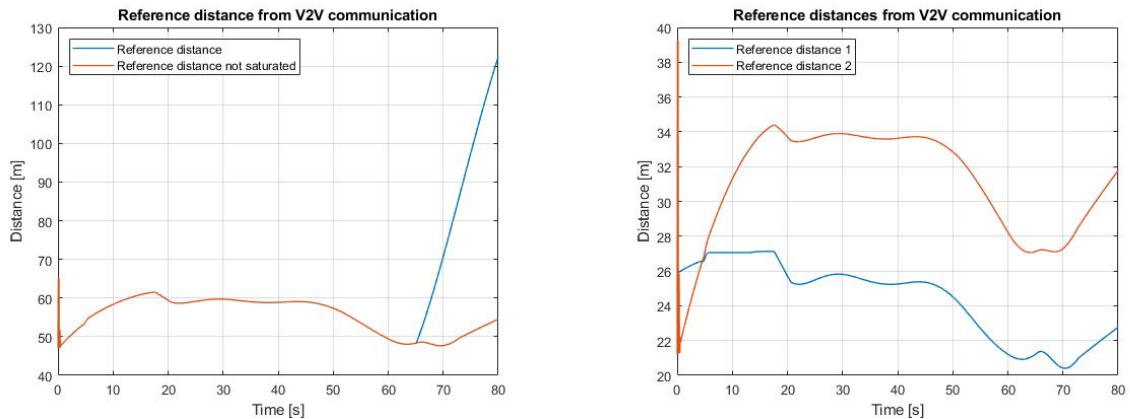 Reference distance from V2V communication
130
120
110
100
90
80
70
60
50
40
Distance [m]
Reference distance
Reference distance not saturated
0 10 20 30 40 50 60 70 80
Time [s]
Reference distances from V2V communication
40
38
36
34
32
30
28
26
24
22
20
Distance [m]
Reference distance 1
Reference distance 2
0 10 20 30 40 50 60 70 80
Time [s]